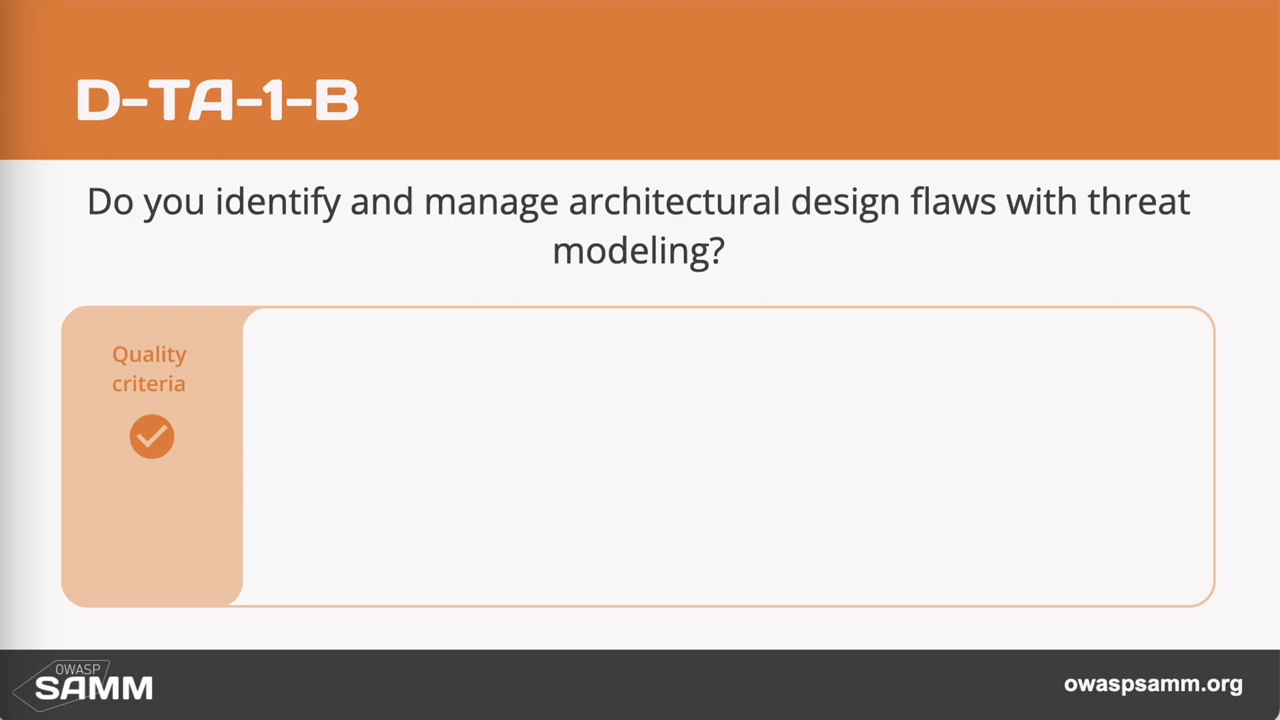 D-TA-1-B
Do you identify and manage architectural design flaws with threat
modeling?
Quality
criteria
OWASP
SAMM
owaspsamm.org